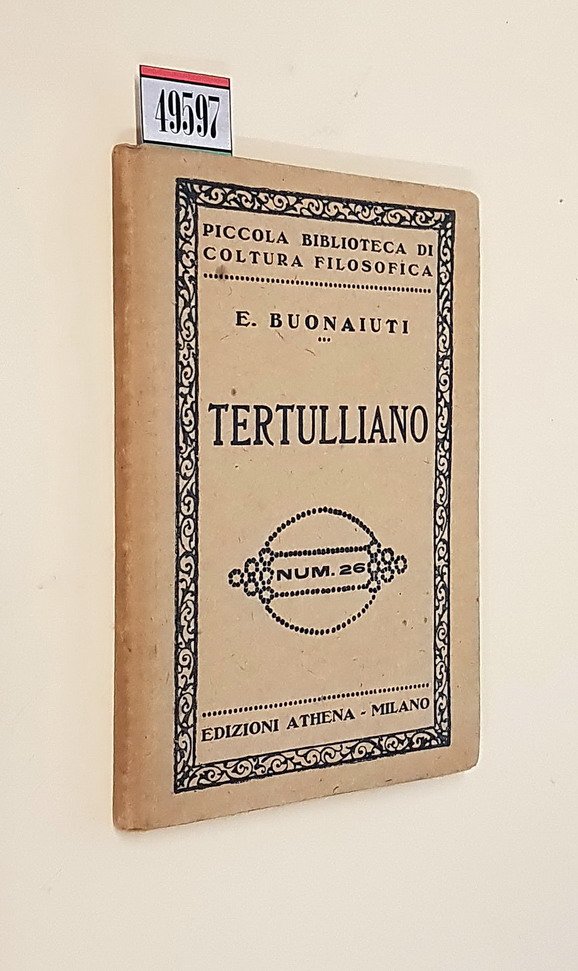 49597
PICCOLA BIBLIOTECA DI
COLTURA FILOSOFICA
E. BUONAIUTI
TERTULLIANO
NUM. 26
EDIZIONI ATHENA - MILANO